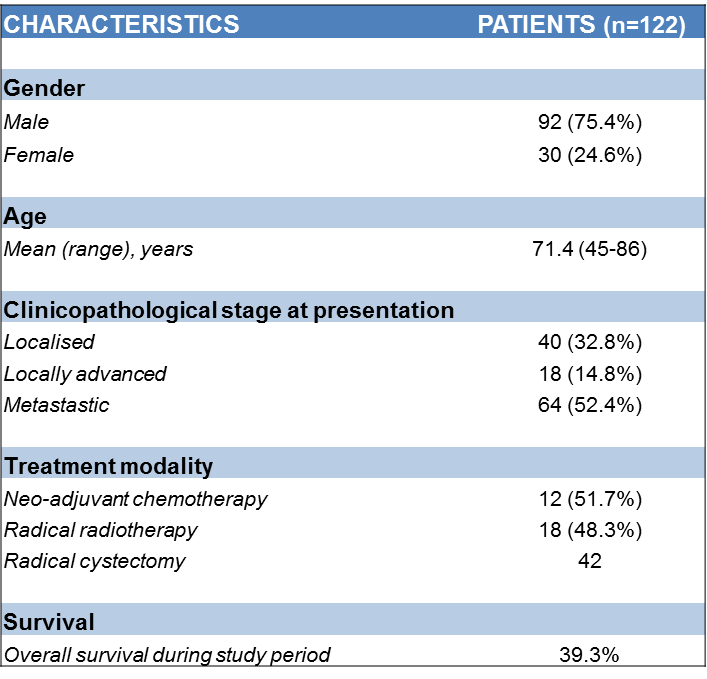 CHARACTERISTICS PATIENTS (n=122)
Gender
Male 92 (75.4%)
Female 30 (24.6%)
Age
Mean (range), years 71.4 (45-86)
Clinicopathological stage at presentation
Localised 40 (32.8%)
Locally advanced 18 (14.8%)
Metastastic 64 (52.4%)
Treatment modality
Neo-adjuvant chemotherapy 12 (51.7%)
Radical radiotherapy 18 (48.3%)
Radical cystectomy 42
Survival
Overall survival during study period 39.3%